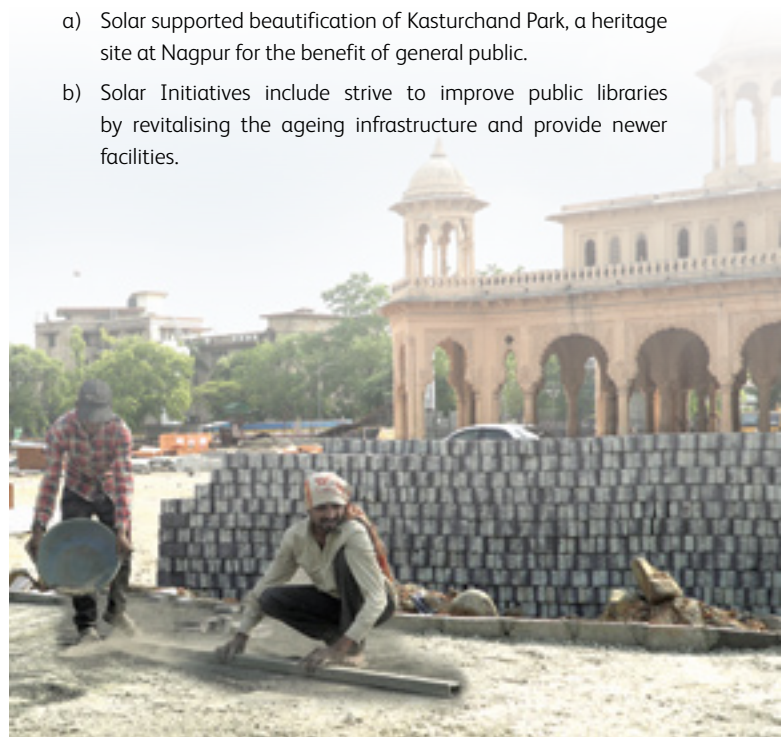 a) Solar supported beautification of Kasturchand Park, a heritage
site at Nagpur for the benefit of general public.
b) Solar Initiatives include strive to improve public libraries
by revitalising the ageing infrastructure and provide newer
facilities.